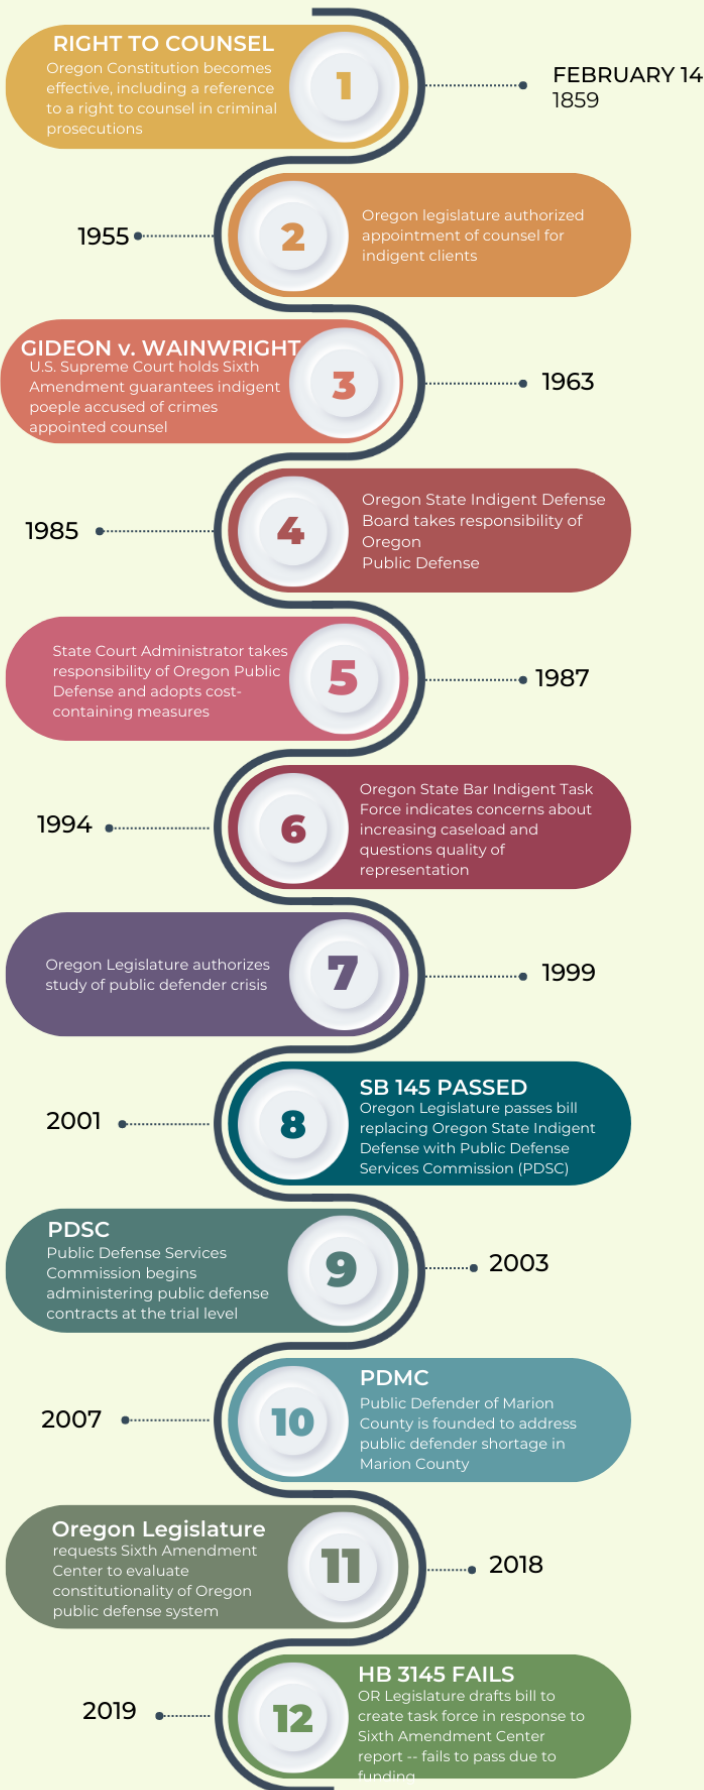 RIGHT TO COUNSEL
Oregon Constitution becomes
effective, including a reference
to a right to counsel in criminal
prosecutions
1
FEBRUARY 14
1859
1955
2
Oregon legislature authorized
appointment of counsel for
indigent clients
GIDEON v. WAINWRIGHT
U.S. Supreme Court holds Sixth
Amendment guarantees indigent
poeple accused of crimes
appointed counsel
3
1963
1985
4
Oregon State Indigent Defense
Board takes responsibility of
Oregon
Public Defense
State Court Administrator takes
responsibility of Oregon Public
Defense and adopts cost-
containing measures
5
1987
1994
6
Oregon State Bar Indigent Task
Force indicates concerns about
increasing caseload and
questions quality of
representation
Oregon Legislature authorizes
study of public defender crisis
7
1999
2001
8
SB 145 PASSED
Oregon Legislature passes bill
replacing Oregon State Indigent
Defense with Public Defense
Services Commission (PDSC)
PDSC
Public Defense Services
Commission begins
administering public defense
contracts at the trial level
9
2003
2007
10
PDMC
Public Defender of Marion
County is founded to address
public defender shortage in
Marion County
Oregon Legislature
requests Sixth Amendment
Center to evaluate
constitutionality of Oregon
public defense system
11
2018
2019
12
HB 3145 FAILS
OR Legislature drafts bill to
create task force in response to
Sixth Amendment Center
report -- fails to pass due to
funding